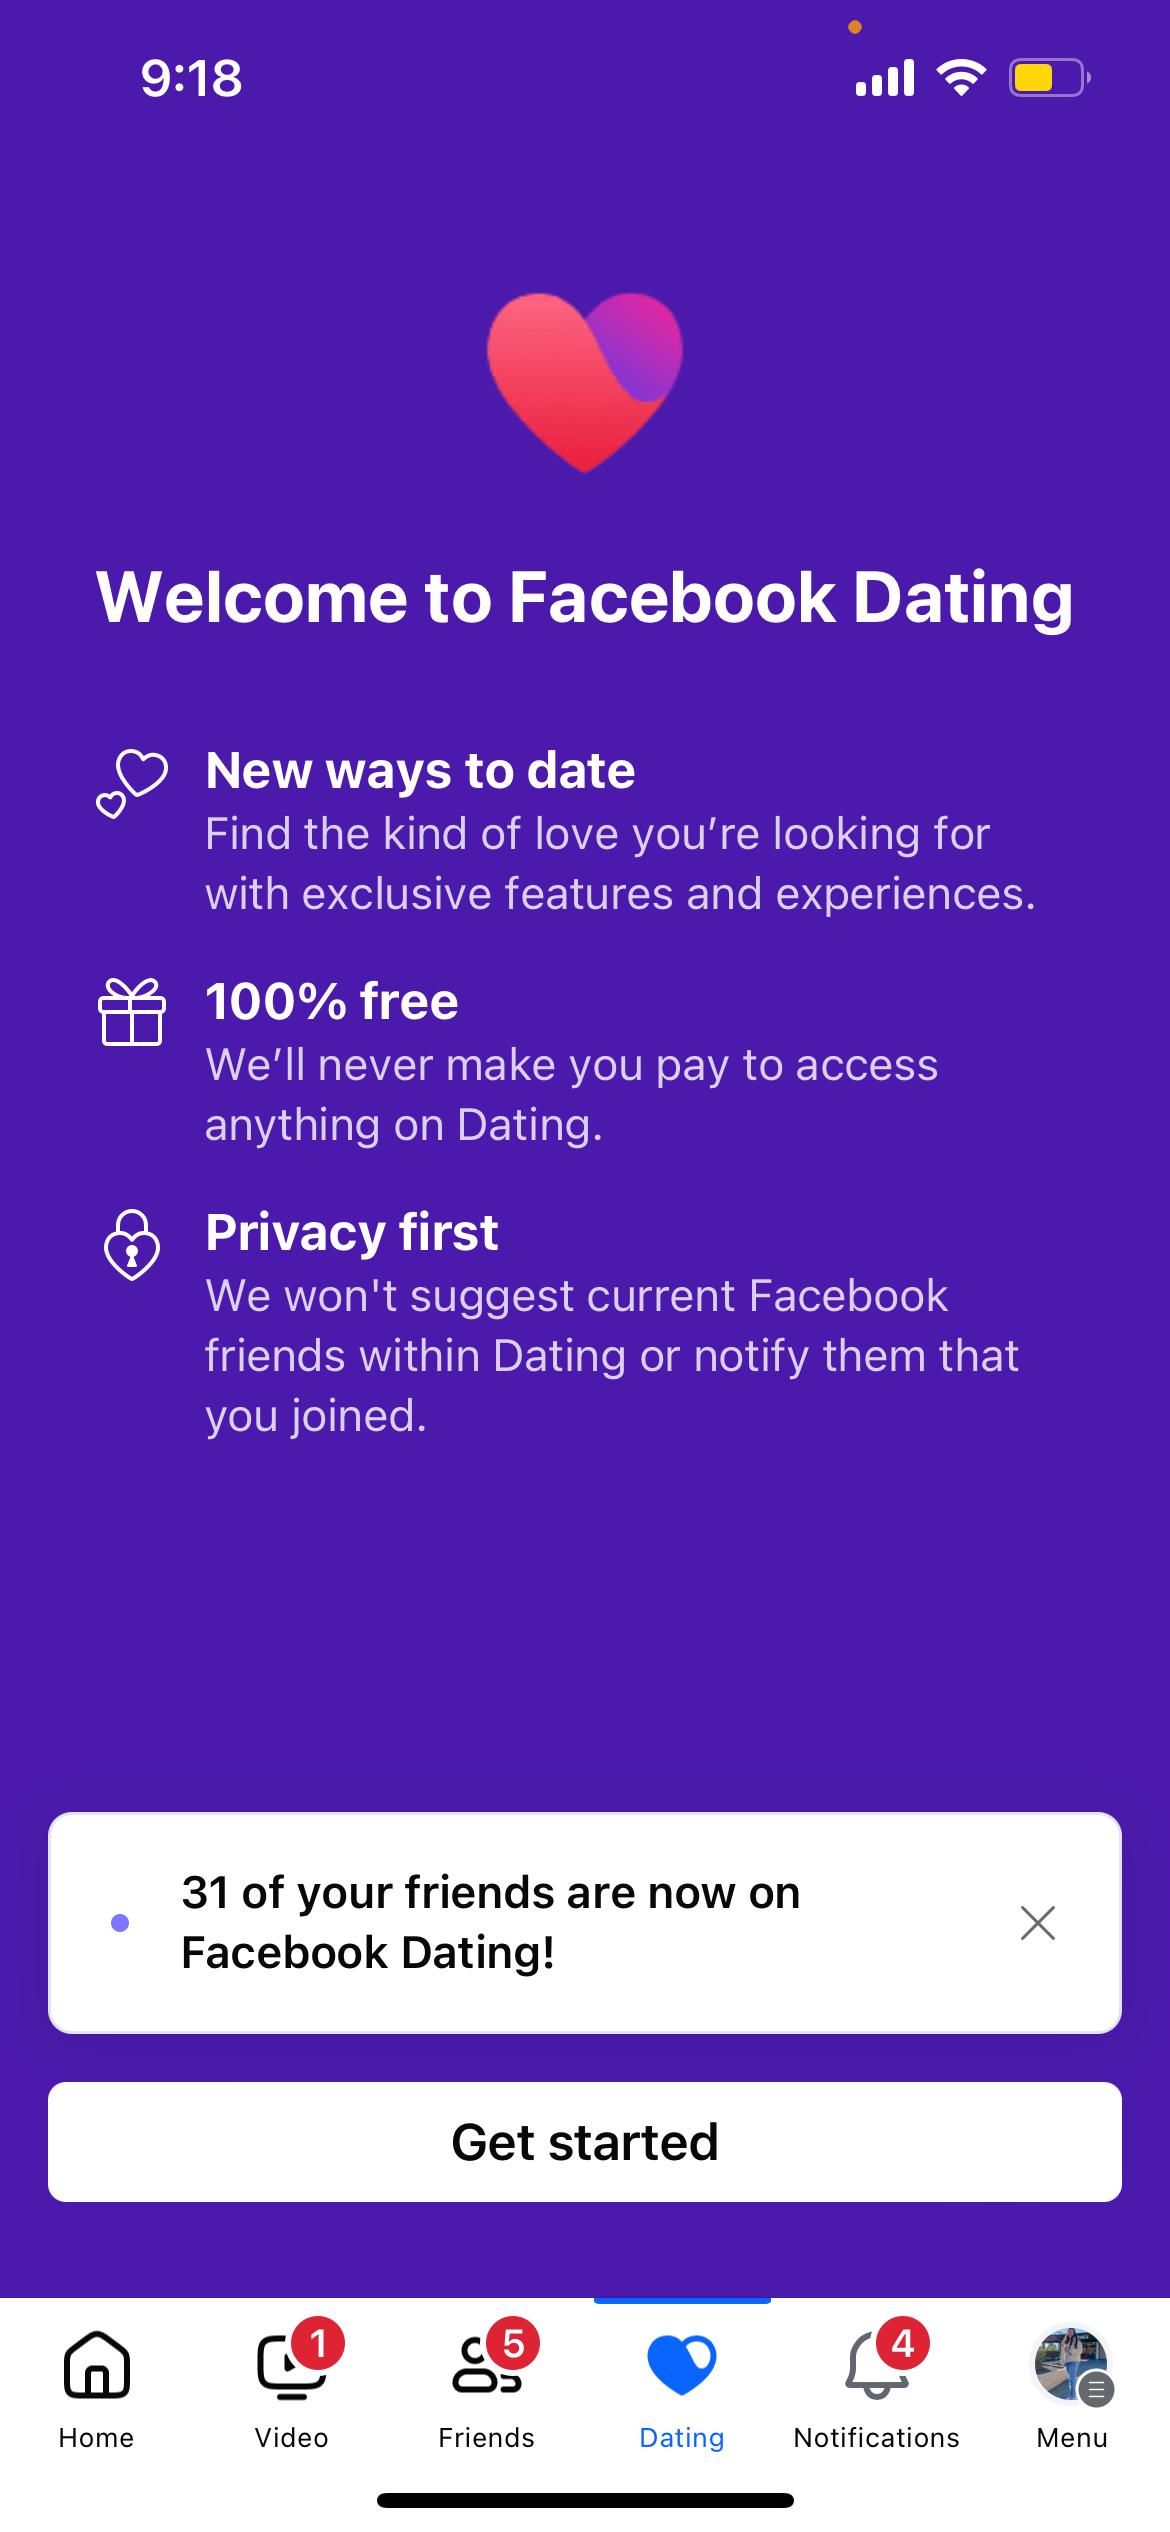 9:18
Welcome to Facebook Dating
New ways to date
Find the kind of love you’re looking for
with exclusive features and experiences.
100% free
We’ll never make you pay to access
anything on Dating.
Privacy first
We won't suggest current Facebook
friends within Dating or notify them that
you joined.
31 of your friends are now on
Facebook Dating!
Get started
1
5
4
Home
Video
Friends
Dating
Notifications
Menu